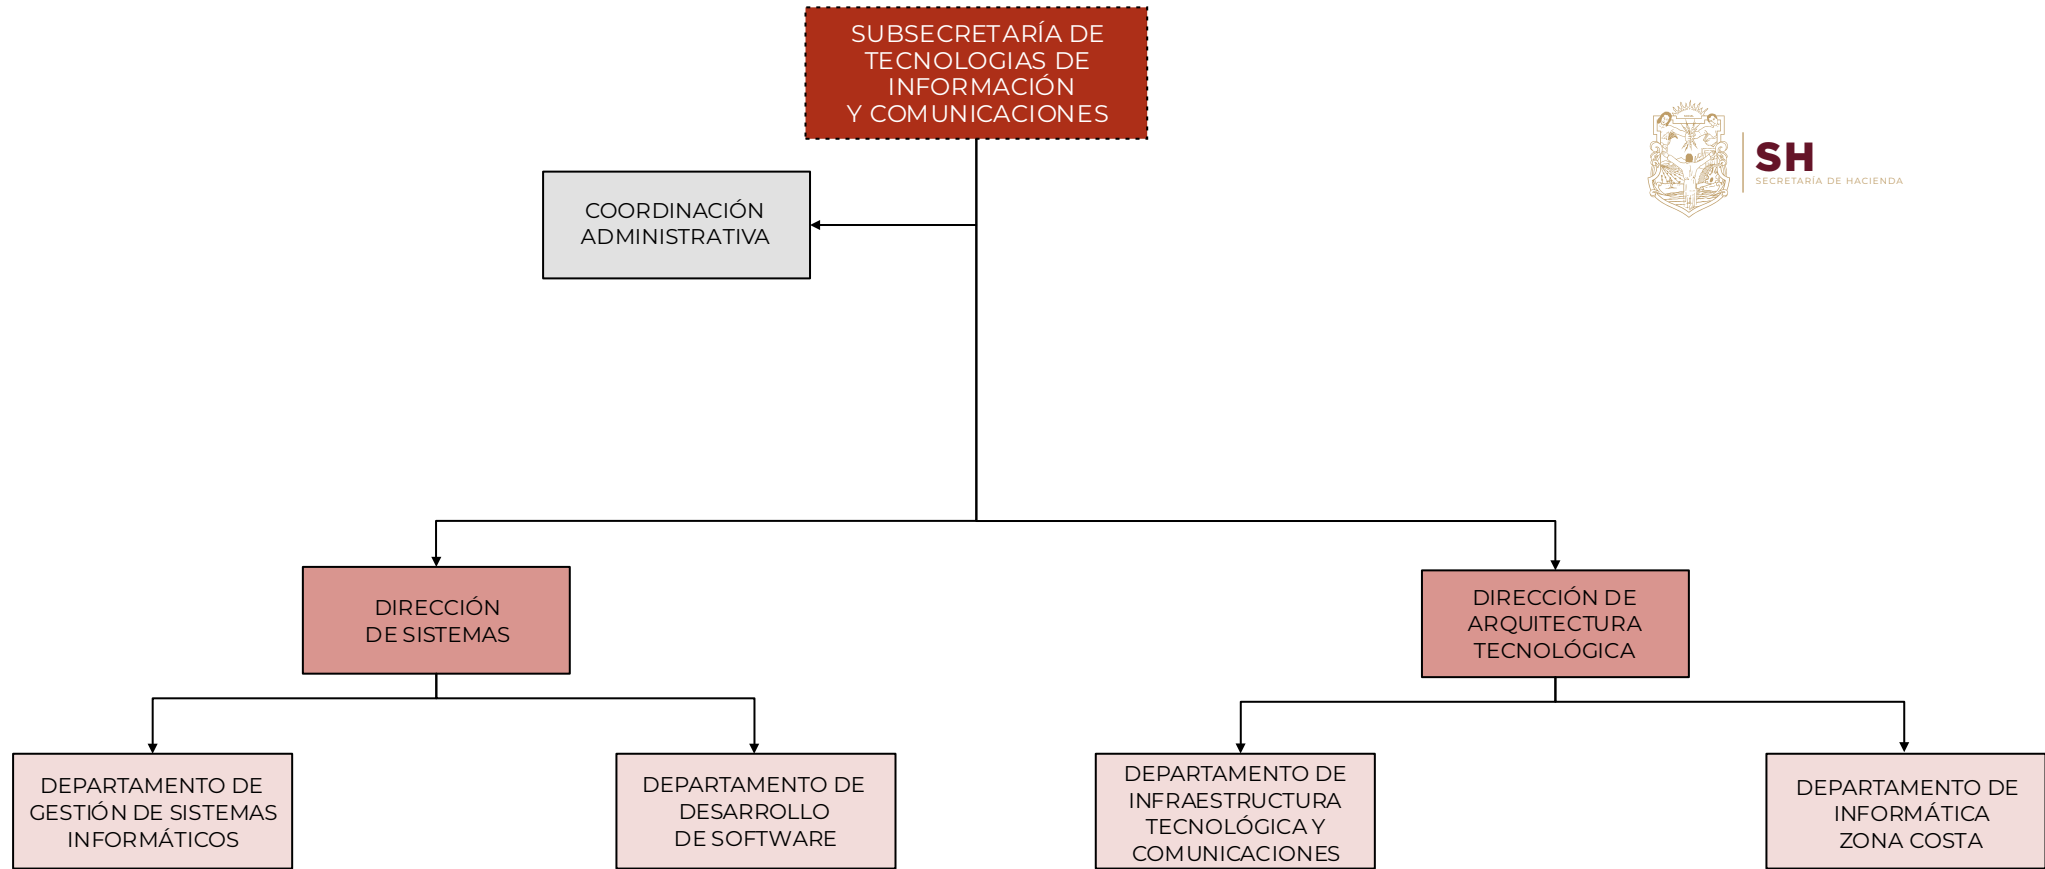 SUBSECRETARÍA DE
TECNOLOGIAS DE
INFORMACIÓN
Y COMUNICACIONES
SH
SECRETARÍA DE HACIENDA
COORDINACIÓN
ADMINISTRATIVA
DIRECCIÓN
DE SISTEMAS
DIRECCIÓN DE
ARQUITECTURA
TECNOLÓGICA
DEPARTAMENTO DE
GESTIÓN DE SISTEMAS
INFORMÁTICOS
DEPARTAMENTO DE
DESARROLLO
DE SOFTWARE
DEPARTAMENTO DE
INFRAESTRUCTURA
TECNOLÓGICA Y
COMUNICACIONES
DEPARTAMENTO DE
INFORMÁTICA
ZONA COSTA